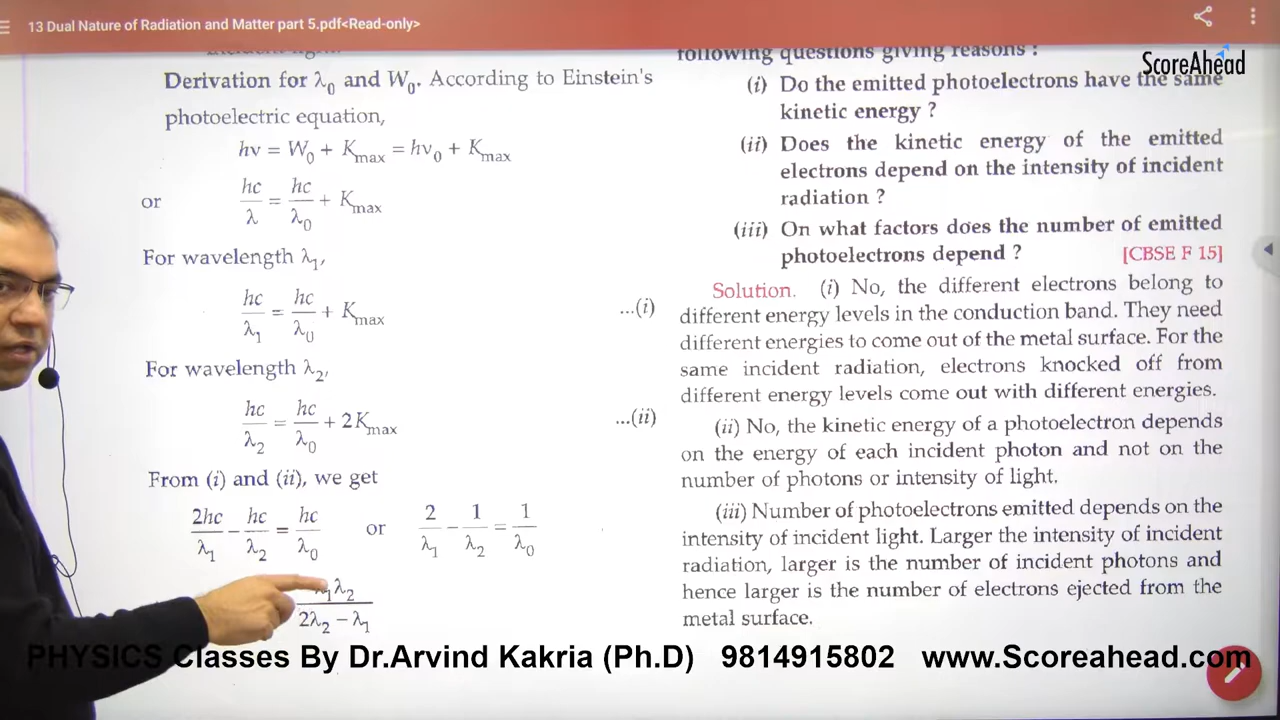 13 Dual Nature of Radiation and Matter part 5.pdf<Read-only>
ScoreAhead
Derivation for λ₀ and W₀. According to Einstein's
photoelectric equation,
hν = W₀ + Kmax = hν₀ + Kmax
or hc/λ = hc/λ₀ + Kmax
For wavelength λ₁,
hc/λ₁ = hc/λ₀ + Kmax ...(i)
For wavelength λ₂,
hc/λ₂ = hc/λ₀ + 2Kmax ...(ii)
From (i) and (ii), we get
2hc/λ₁ − hc/λ₂ = hc/λ₀ or 2/λ₁ − 1/λ₂ = 1/λ₀
λ₁λ₂/2λ₂ − λ₁
following questions giving reasons :
(i) Do the emitted photoelectrons have the same
kinetic energy ?
(ii) Does the kinetic energy of the emitted
electrons depend on the intensity of incident
radiation ?
(iii) On what factors does the number of emitted
photoelectrons depend ? [CBSE F 15]
Solution. (i) No, the different electrons belong to
different energy levels in the conduction band. They need
different energies to come out of the metal surface. For the
same incident radiation, electrons knocked off from
different energy levels come out with different energies.
(ii) No, the kinetic energy of a photoelectron depends
on the energy of each incident photon and not on the
number of photons or intensity of light.
(iii) Number of photoelectrons emitted depends on the
intensity of incident light. Larger the intensity of incident
radiation, larger is the number of incident photons and
hence larger is the number of electrons ejected from the
metal surface.
PHYSICS Classes By Dr.Arvind Kakria (Ph.D) 9814915802 www.Scoreahead.com